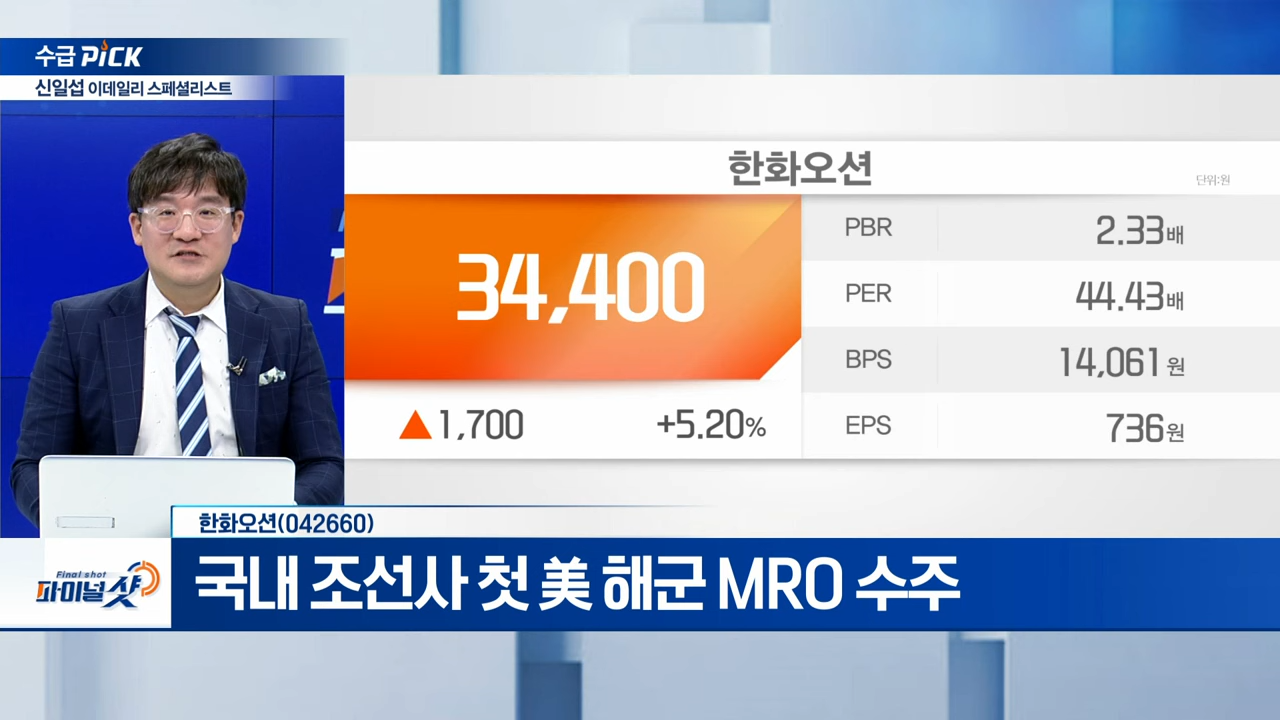 수급 PiCK
신일섭 이데일리 스페셜리스트
한화오션
단위:원
34,400
▲1,700 +5.20%
PBR 2.33배
PER 44.43배
BPS 14,061원
EPS 736원
한화오션(042660)
Final shot
파이널샷
국내 조선사 첫 美 해군 MRO 수주